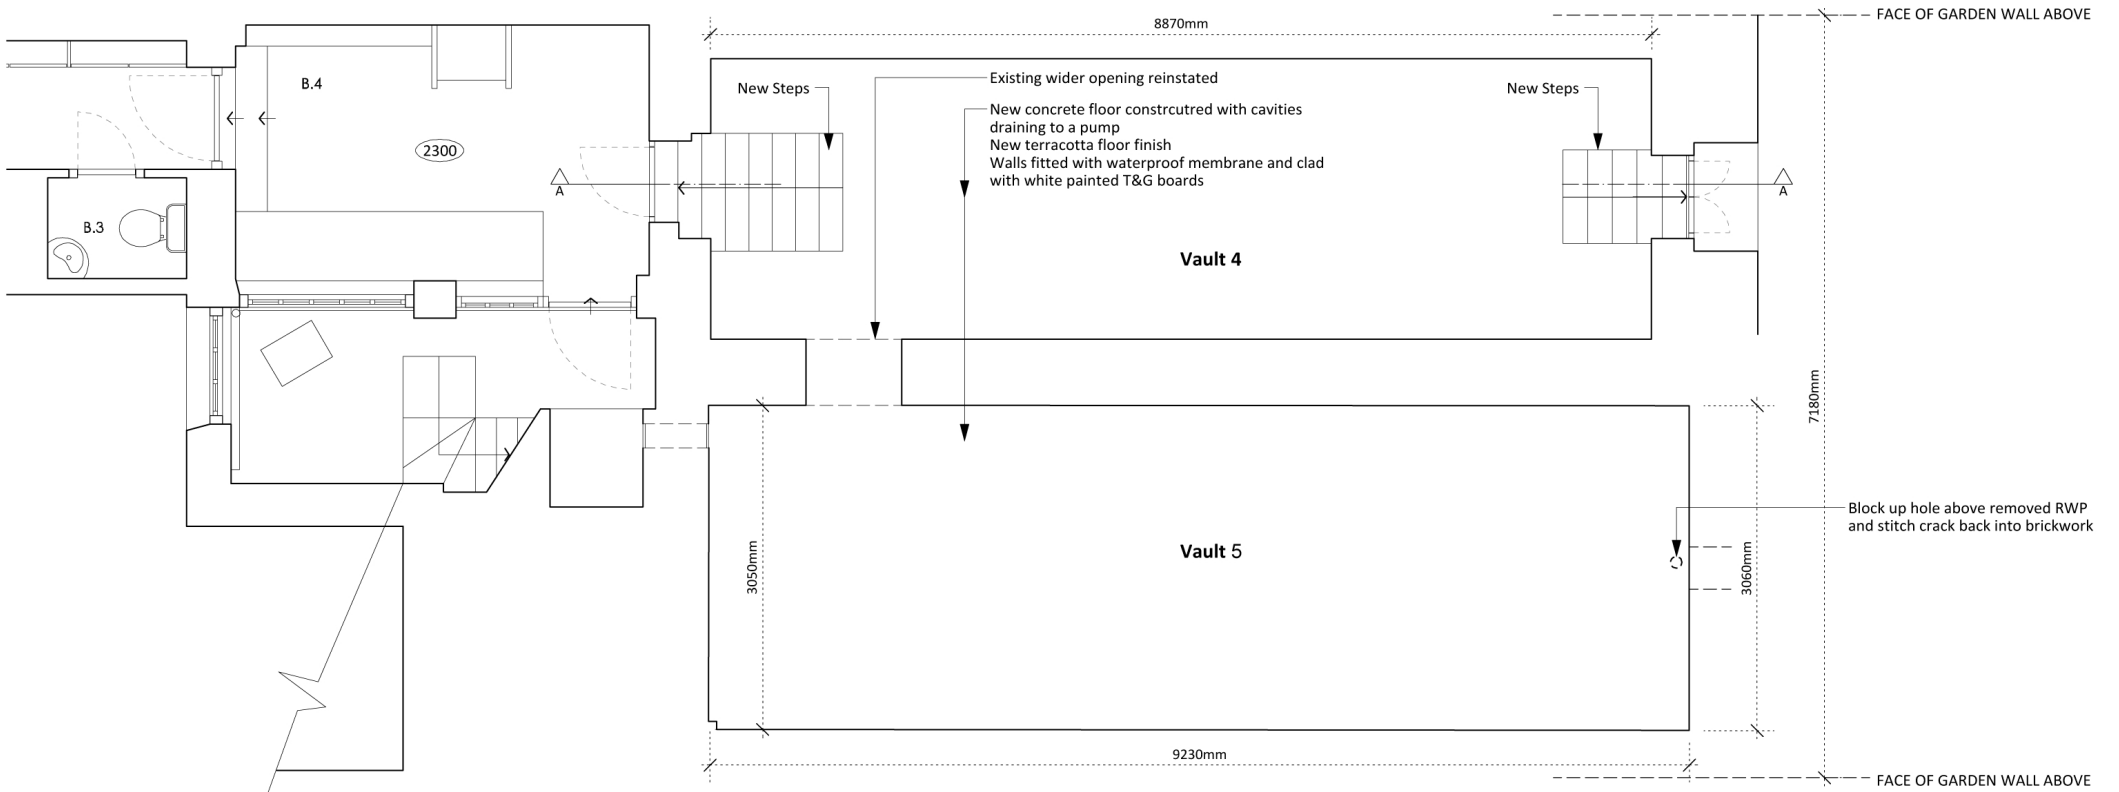 8870mm
FACE OF GARDEN WALL ABOVE
B.4
New Steps
Existing wider opening reinstated
New concrete floor constrcutred with cavities
draining to a pump
New terracotta floor finish
Walls fitted with waterproof membrane and clad
with white painted T&G boards
New Steps
2300
A
A
B.3
Vault 4
7180mm
Block up hole above removed RWP
and stitch crack back into brickwork
Vault 5
3050mm
3060mm
9230mm
FACE OF GARDEN WALL ABOVE